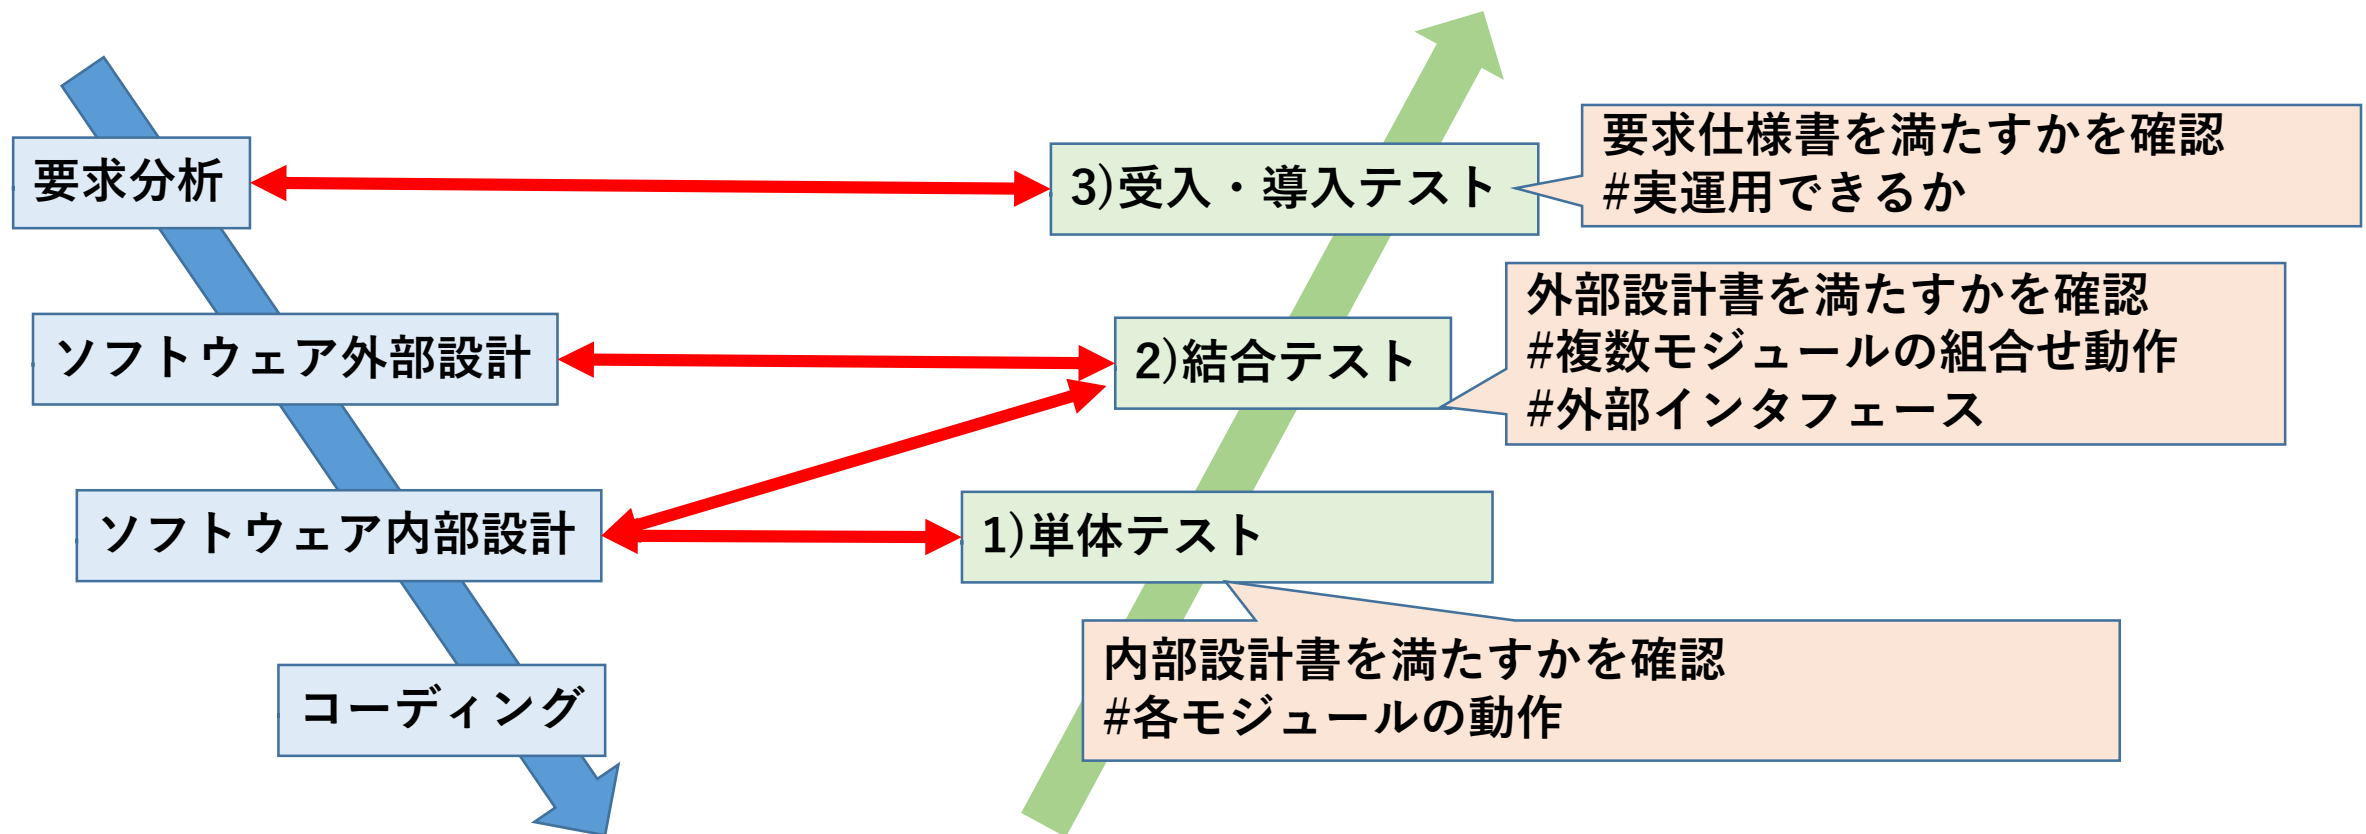 要求分析
3)受入・導入テスト
要求仕様書を満たすかを確認
#実運用できるか
ソフトウェア外部設計
2)結合テスト
外部設計書を満たすかを確認
#複数モジュールの組合せ動作
#外部インタフェース
ソフトウェア内部設計
1)単体テスト
内部設計書を満たすかを確認
#各モジュールの動作
コーディング